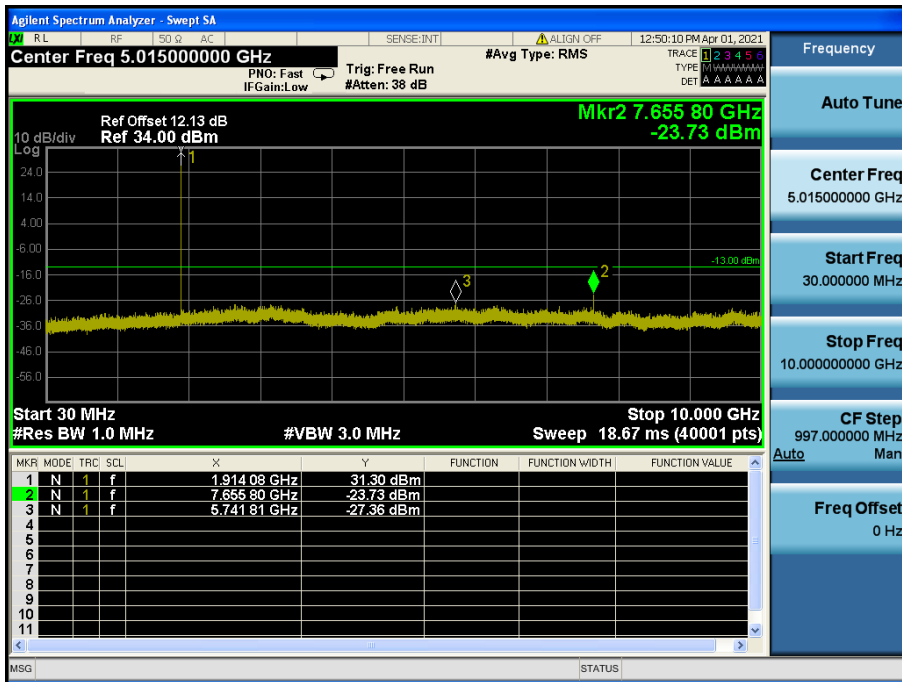 Agilent Spectrum Analyzer - Swept SA
LXI RL RF 50 Ω AC SENSE:INT ALIGN OFF 12:50:10 PM Apr 01, 2021
Center Freq 5.015000000 GHz
PNO: Fast
IFGain:Low
Trig: Free Run
#Atten: 38 dB
#Avg Type: RMS
TRACE 1 2 3 4 5 6
TYPE M WWWWW
DET A A A A A A
Frequency
Auto Tune
Center Freq
5.015000000 GHz
Start Freq
30.000000 MHz
Stop Freq
10.000000000 GHz
CF Step
997.000000 MHz
Auto Man
Freq Offset
0 Hz
Mkr2 7.655 80 GHz
-23.73 dBm
Ref Offset 12.13 dB
10 dB/div Ref 34.00 dBm
Log
1
24.0
14.0
4.00
-6.00
-13.00 dBm
-16.0
2
3
-26.0
-36.0
-46.0
-56.0
Start 30 MHz Stop 10.000 GHz
#Res BW 1.0 MHz #VBW 3.0 MHz Sweep 18.67 ms (40001 pts)
MKR MODE TRC SCL X Y FUNCTION FUNCTION WIDTH FUNCTION VALUE
1 N 1 f 1.914 08 GHz 31.30 dBm
2 N 1 f 7.655 80 GHz -23.73 dBm
3 N 1 f 5.741 81 GHz -27.36 dBm
4
5
6
7
8
9
10
11
MSG STATUS